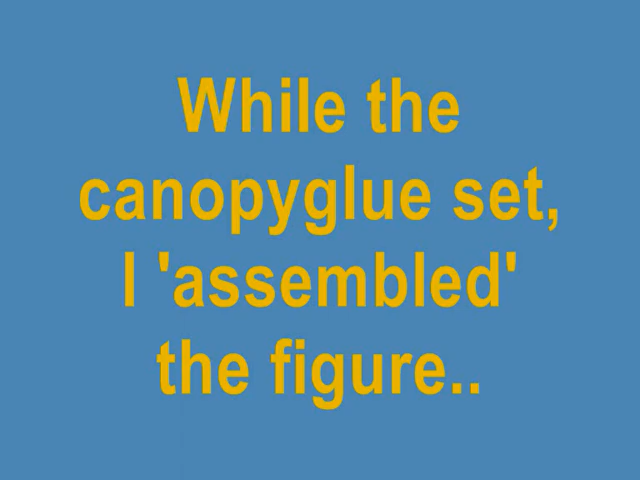 While the
canopyglue set,
I 'assembled'
the figure..